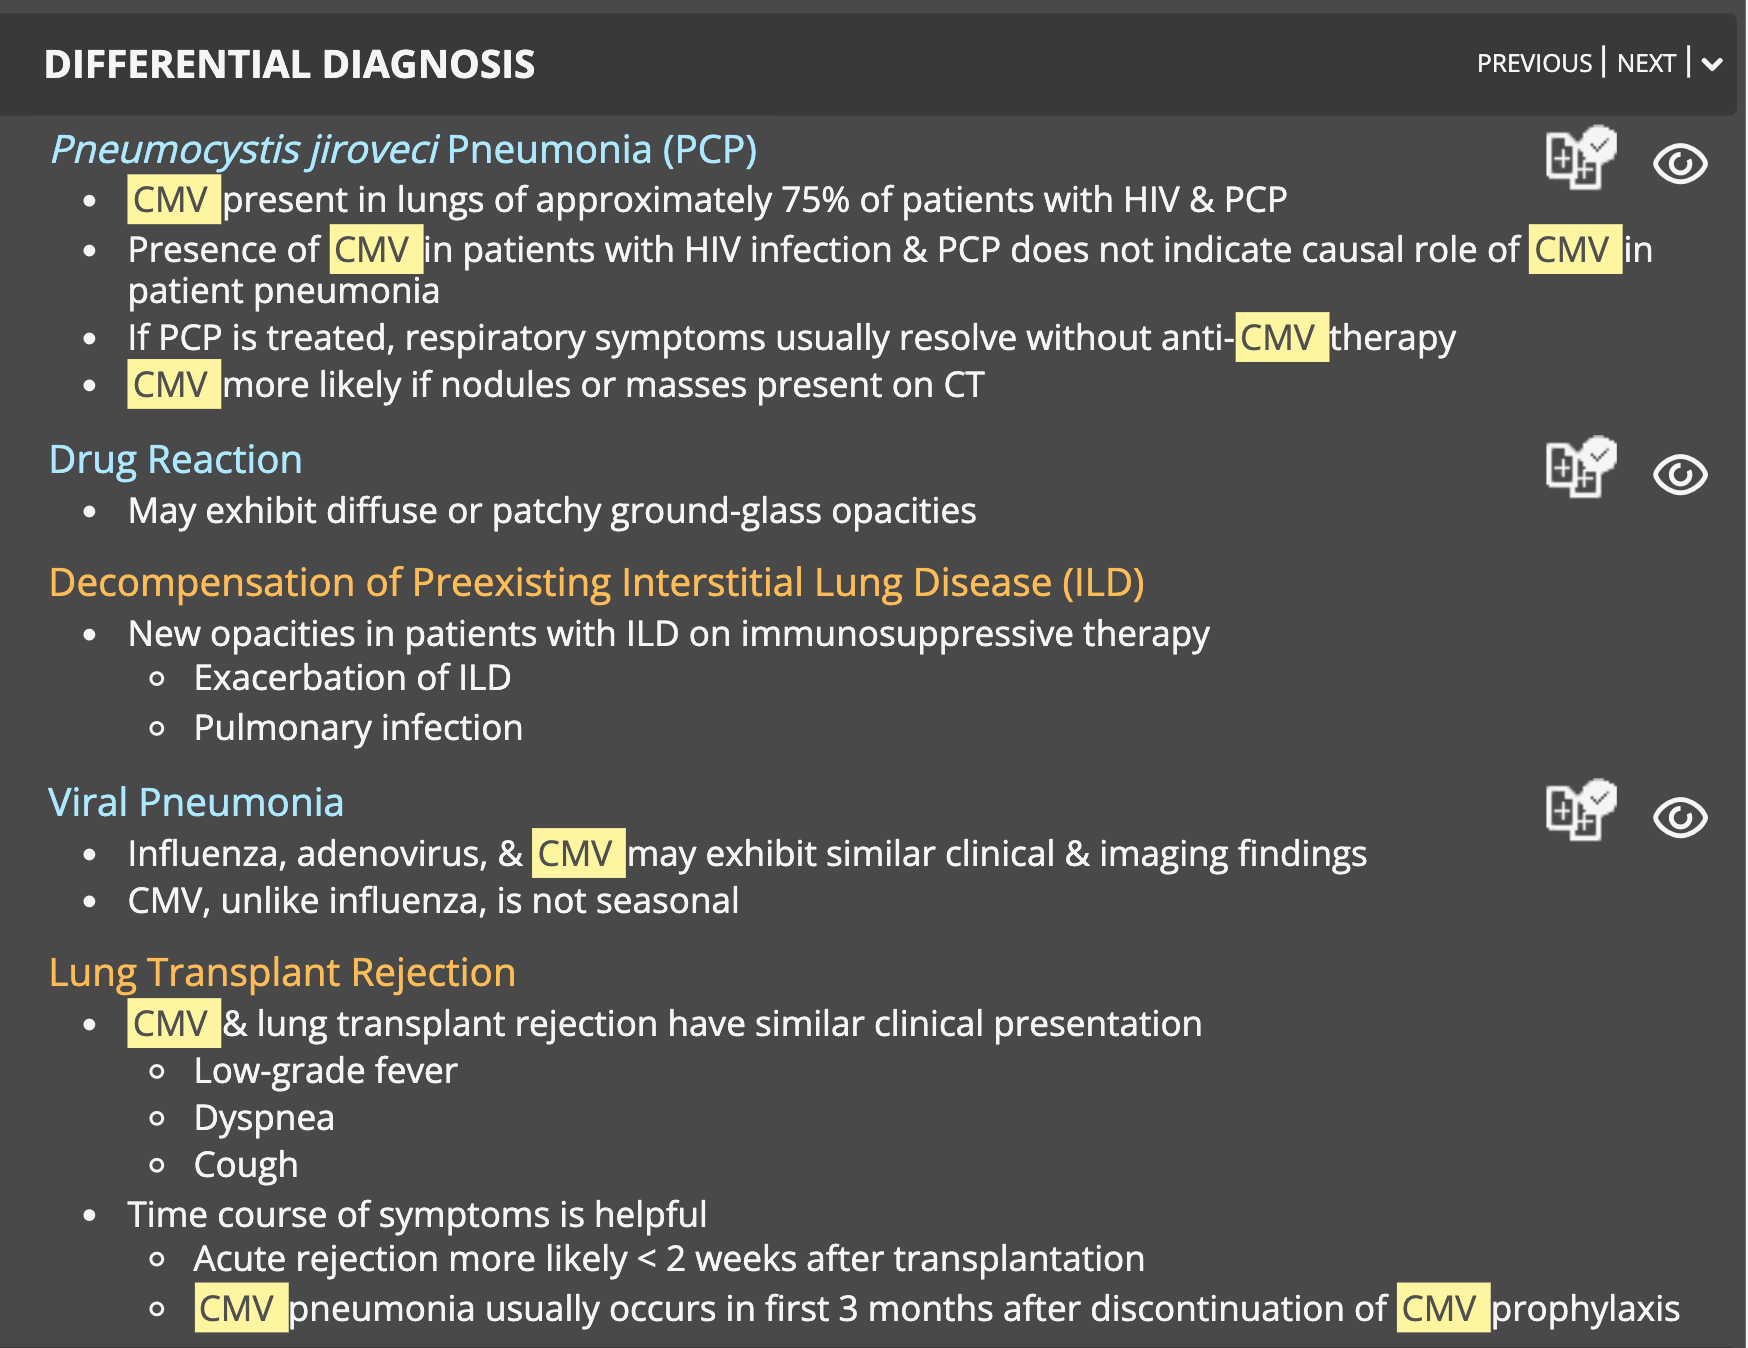 DIFFERENTIAL DIAGNOSIS
PREVIOUS | NEXT |
Pneumocystis jiroveci Pneumonia (PCP)
• CMV present in lungs of approximately 75% of patients with HIV & PCP
• Presence of CMV in patients with HIV infection & PCP does not indicate causal role of CMV in
patient pneumonia
• If PCP is treated, respiratory symptoms usually resolve without anti-CMV therapy
• CMV more likely if nodules or masses present on CT
Drug Reaction
• May exhibit diffuse or patchy ground-glass opacities
Decompensation of Preexisting Interstitial Lung Disease (ILD)
• New opacities in patients with ILD on immunosuppressive therapy
◦ Exacerbation of ILD
◦ Pulmonary infection
Viral Pneumonia
• Influenza, adenovirus, & CMV may exhibit similar clinical & imaging findings
• CMV, unlike influenza, is not seasonal
Lung Transplant Rejection
• CMV & lung transplant rejection have similar clinical presentation
◦ Low-grade fever
◦ Dyspnea
◦ Cough
• Time course of symptoms is helpful
◦ Acute rejection more likely < 2 weeks after transplantation
◦ CMV pneumonia usually occurs in first 3 months after discontinuation of CMV prophylaxis